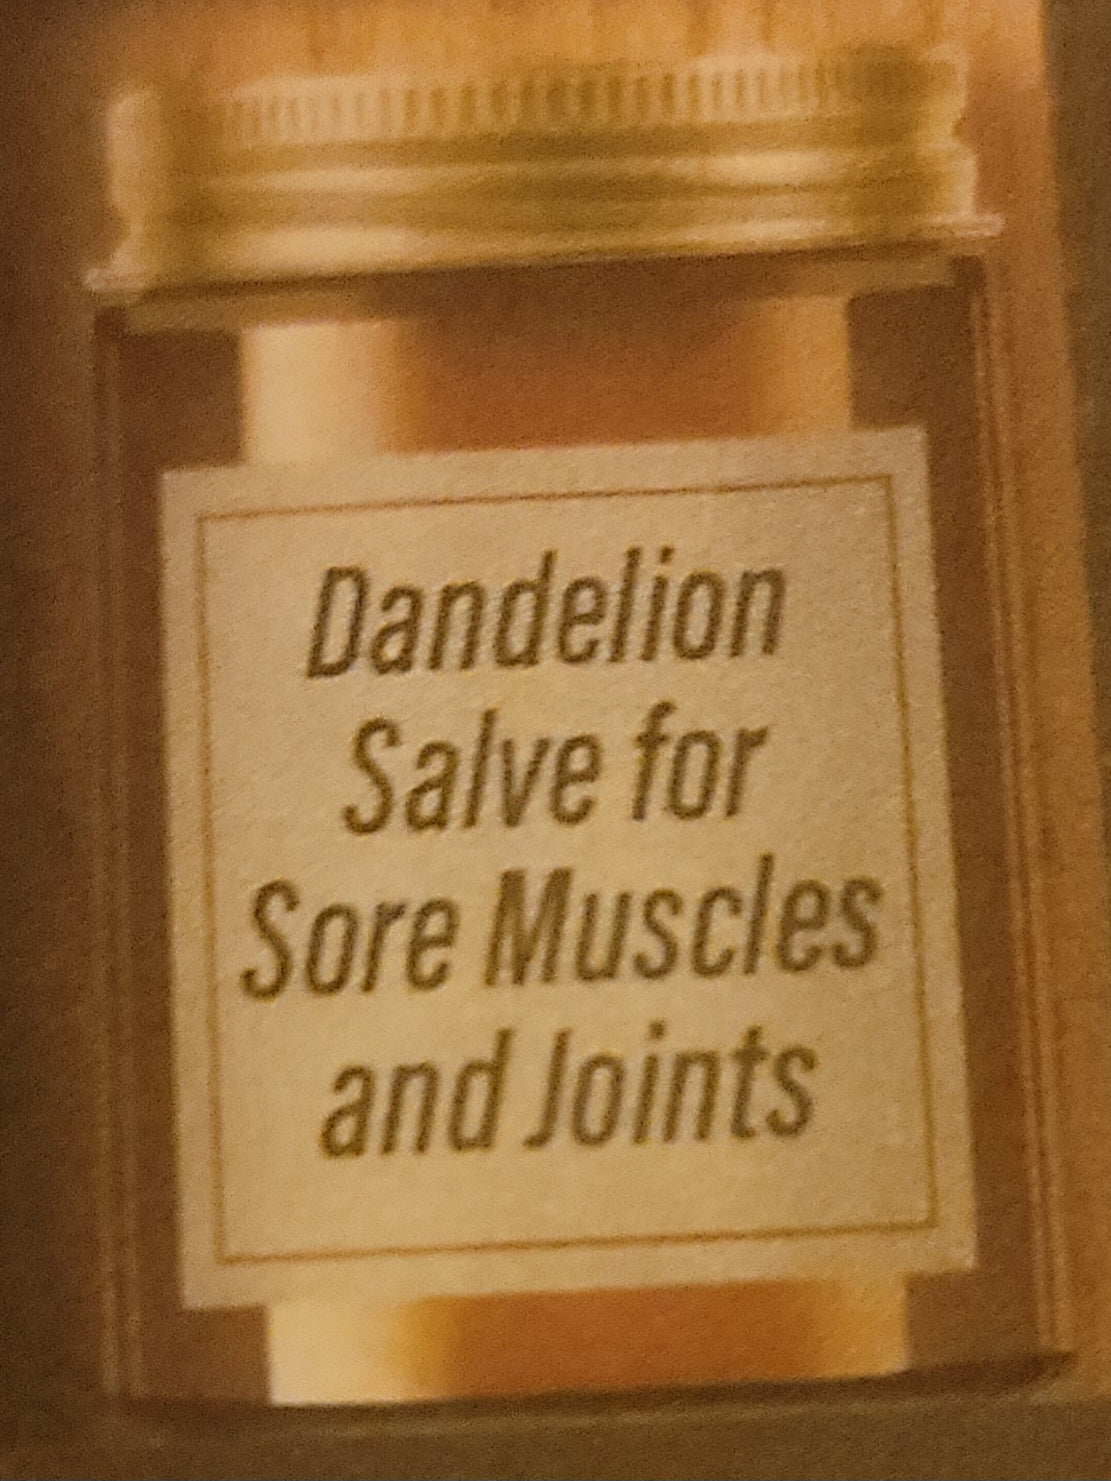 Dandelion
Salve for
Sore Muscles
and Joints